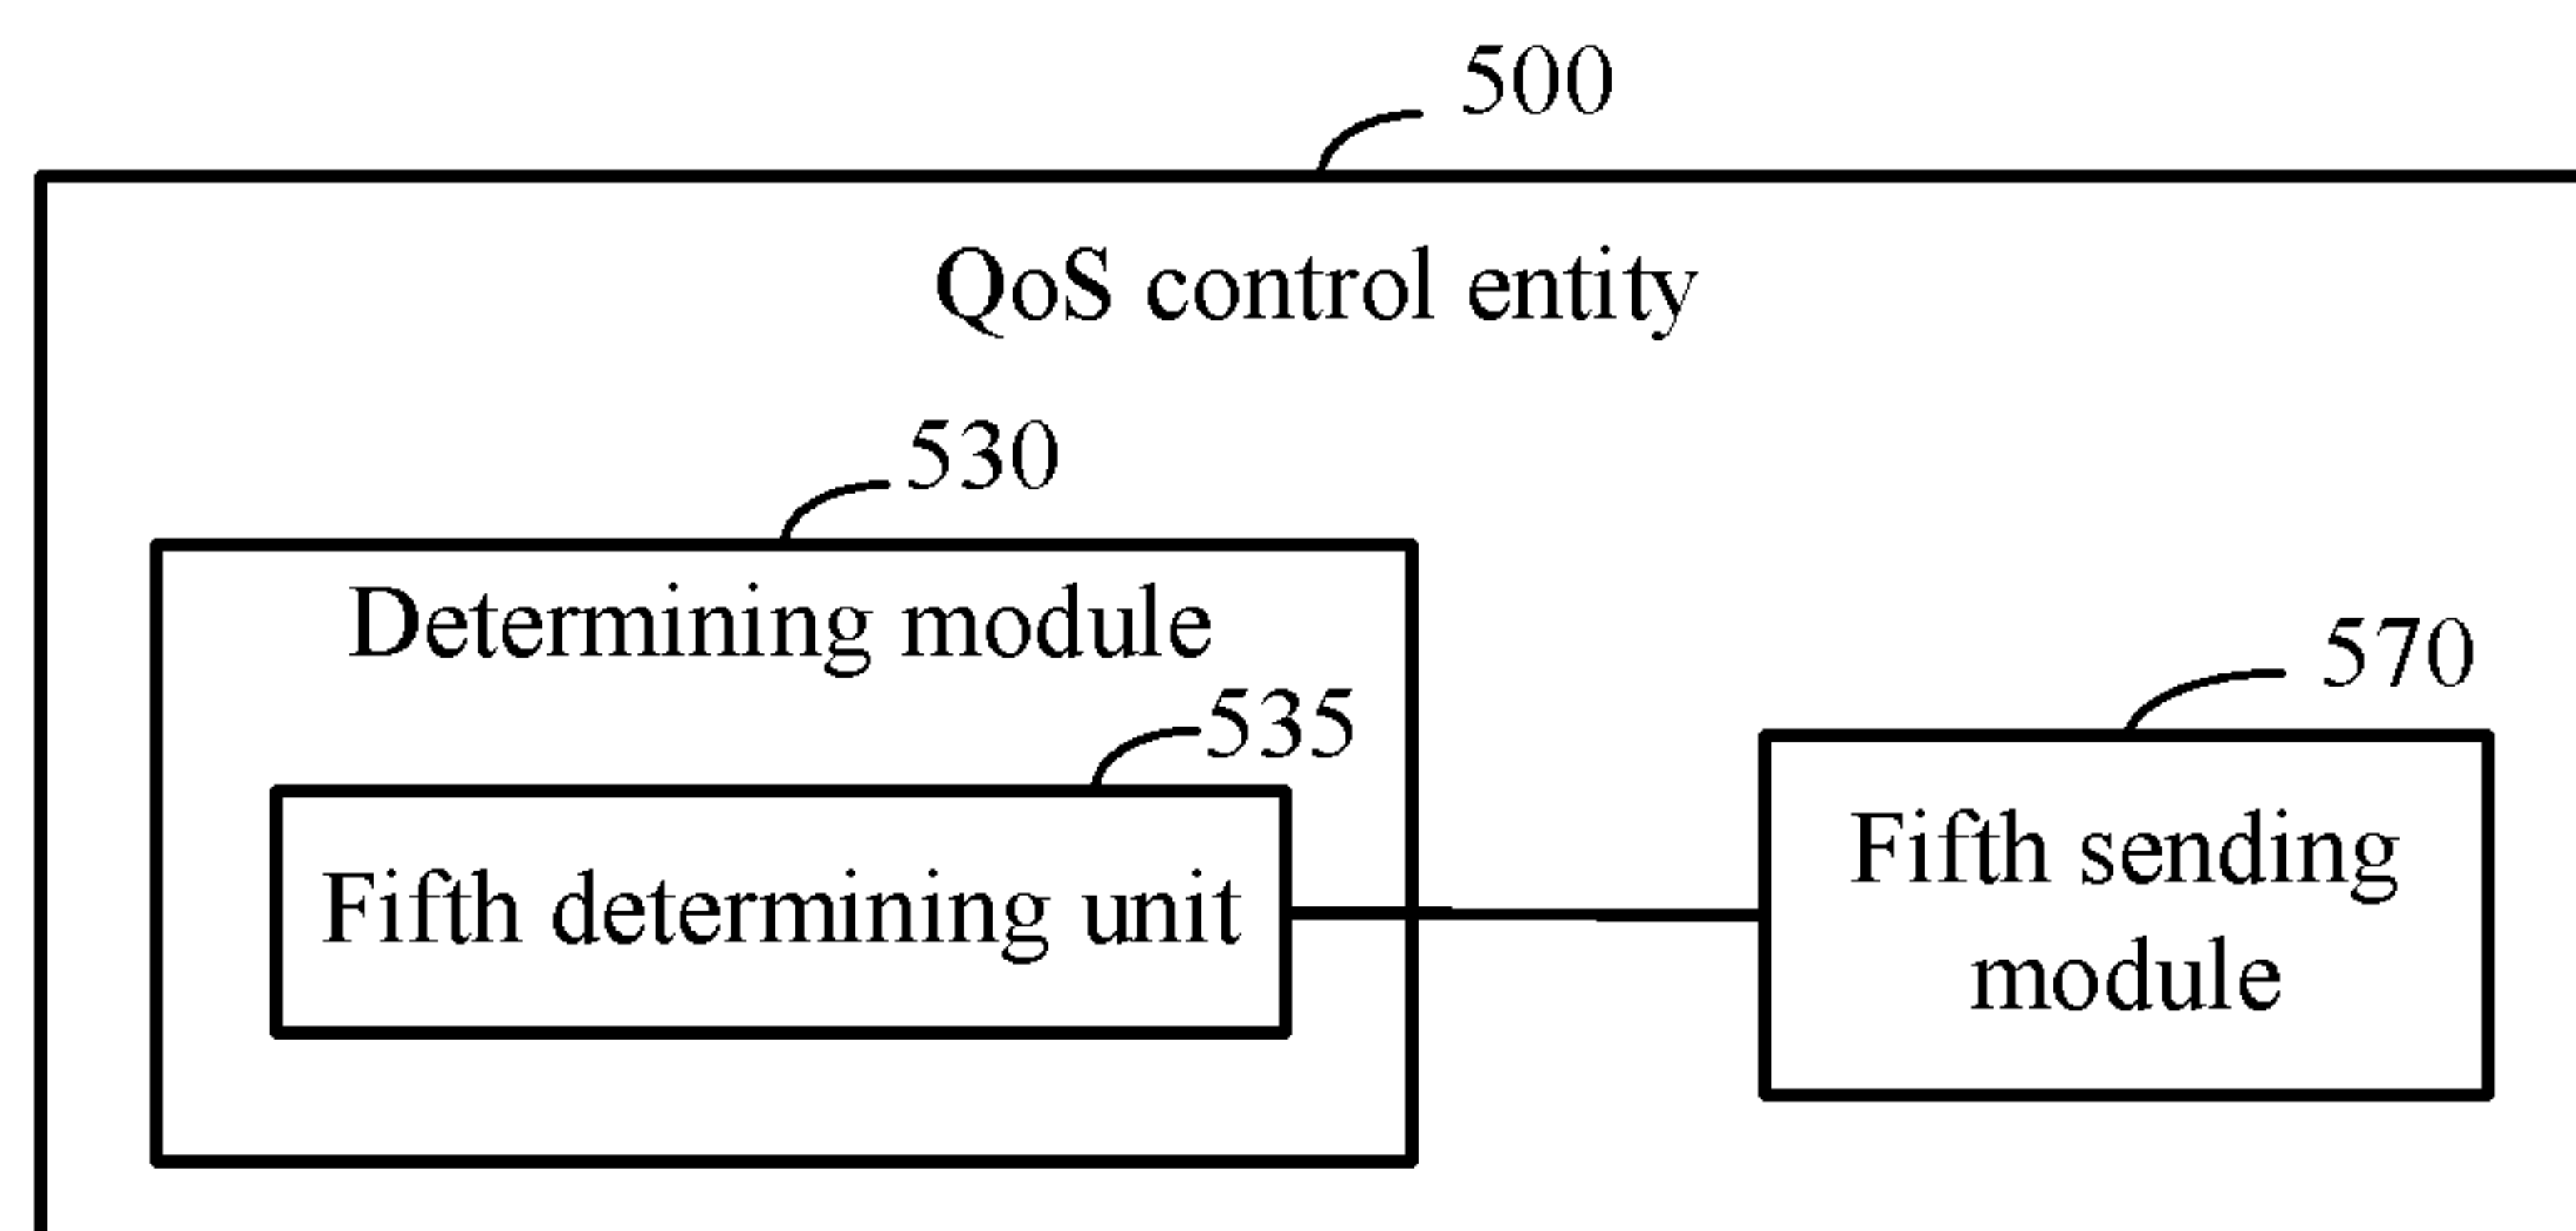 500
QoS control entity
530
Determining module
535
Fifth determining unit
570
Fifth sending
module